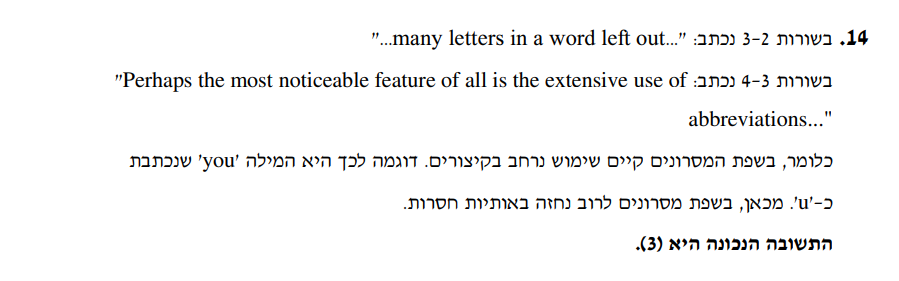 14. בשורות 2-3 נכתב: "...many letters in a word left out..."
בשורות 3-4 נכתב: "Perhaps the most noticeable feature of all is the extensive use of
abbreviations..."
כלומר, בשפת המסרונים קיים שימוש נרחב בקיצורים. דוגמה לכך היא המילה 'you' שנכתבת
כ-'u'. מכאן, בשפת מסרונים לרוב נחזה באותיות חסרות.
התשובה הנכונה היא (3).